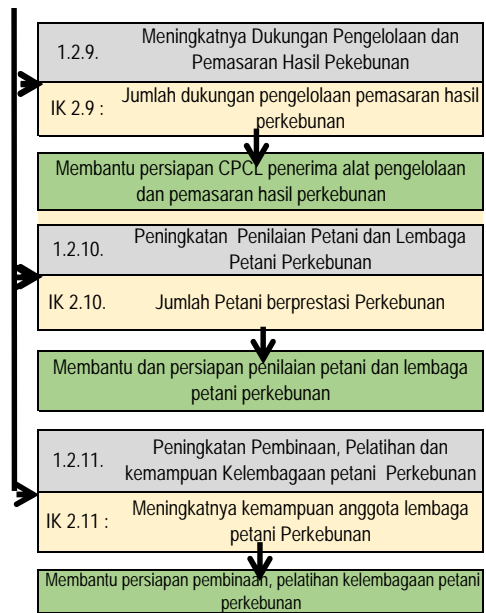 1.2.9.
Meningkatnya Dukungan Pengelolaan dan
Pemasaran Hasil Pekebunan
IK 2.9 :
Jumlah dukungan pengelolaan pemasaran hasil
perkebunan
Membantu persiapan CPCL penerima alat pengelolaan
dan pemasaran hasil perkebunan
1.2.10.
Peningkatan Penilaian Petani dan Lembaga
Petani Perkebunan
IK 2.10.
Jumlah Petani berprestasi Perkebunan
Membantu dan persiapan penilaian petani dan lembaga
petani perkebunan
1.2.11.
Peningkatan Pembinaan, Pelatihan dan
kemampuan Kelembagaan petani Perkebunan
IK 2.11 :
Meningkatnya kemampuan anggota lembaga
petani Perkebunan
Membantu persiapan pembinaan, pelatihan kelembagaan petani
perkebunan